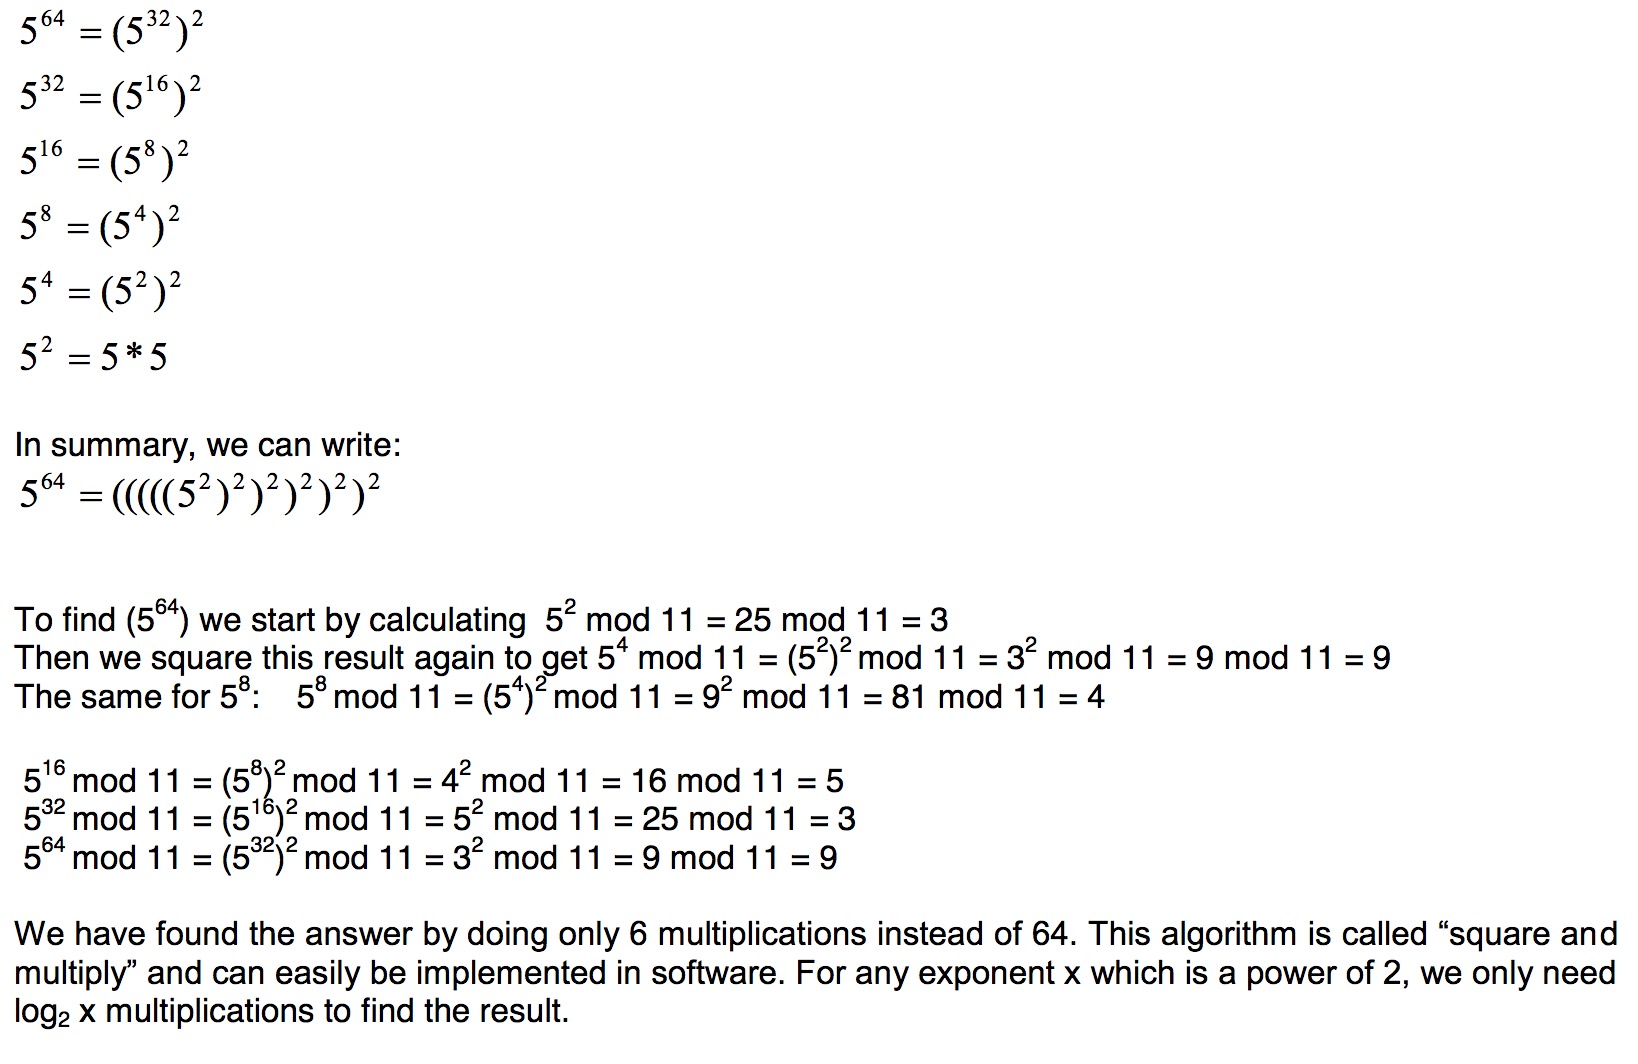 5^64 = (5^32)^2
5^32 = (5^16)^2
5^16 = (5^8)^2
5^8 = (5^4)^2
5^4 = (5^2)^2
5^2 = 5*5
In summary, we can write:
5^64 = (((((5^2)^2)^2)^2)^2)^2
To find (5^64) we start by calculating 5^2 mod 11 = 25 mod 11 = 3
Then we square this result again to get 5^4 mod 11 = (5^2)^2 mod 11 = 3^2 mod 11 = 9 mod 11 = 9
The same for 5^8: 5^8 mod 11 = (5^4)^2 mod 11 = 9^2 mod 11 = 81 mod 11 = 4
5^16 mod 11 = (5^8)^2 mod 11 = 4^2 mod 11 = 16 mod 11 = 5
5^32 mod 11 = (5^16)^2 mod 11 = 5^2 mod 11 = 25 mod 11 = 3
5^64 mod 11 = (5^32)^2 mod 11 = 3^2 mod 11 = 9 mod 11 = 9
We have found the answer by doing only 6 multiplications instead of 64. This algorithm is called “square and
multiply” and can easily be implemented in software. For any exponent x which is a power of 2, we only need
log_2 x multiplications to find the result.